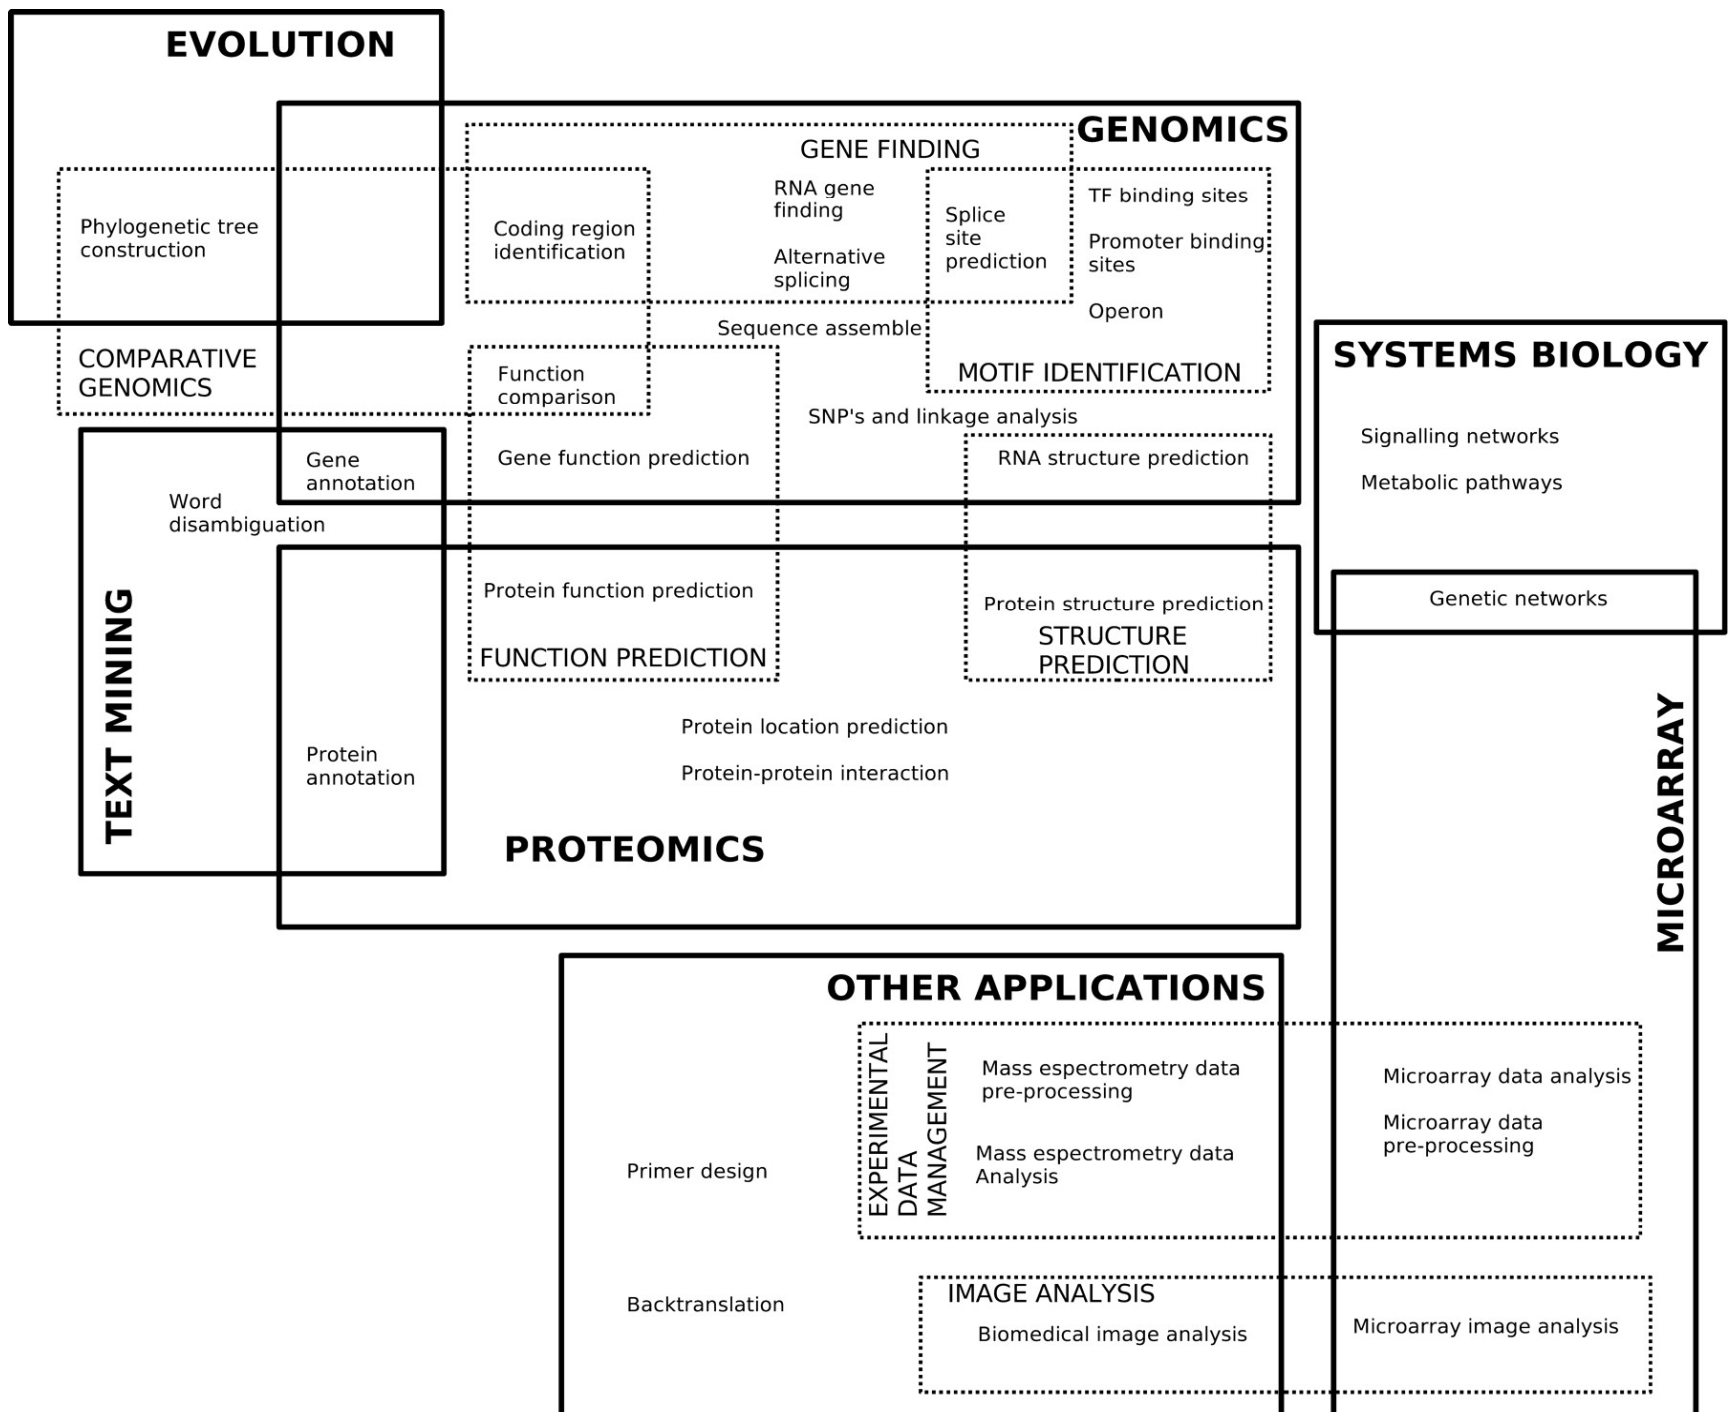 EVOLUTION
GENOMICS
GENE FINDING
RNA gene
finding
Alternative
splicing
Splice
site
prediction
TF binding sites
Promoter binding
sites
Operon
MOTIF IDENTIFICATION
Phylogenetic tree
construction
Coding region
identification
COMPARATIVE
GENOMICS
Sequence assemble
Function
comparison
SNP's and linkage analysis
Gene function prediction
RNA structure prediction
Gene
annotation
Word
disambiguation
TEXT MINING
Protein function prediction
FUNCTION PREDICTION
Protein structure prediction
STRUCTURE
PREDICTION
Protein location prediction
Protein-protein interaction
Protein
annotation
PROTEOMICS
SYSTEMS BIOLOGY
Signalling networks
Metabolic pathways
Genetic networks
MICROARRAY
OTHER APPLICATIONS
EXPERIMENTAL
DATA
MANAGEMENT
Mass espectrometry data
pre-processing
Mass espectrometry data
Analysis
Microarray data analysis
Microarray data
pre-processing
Primer design
Backtranslation
IMAGE ANALYSIS
Biomedical image analysis
Microarray image analysis